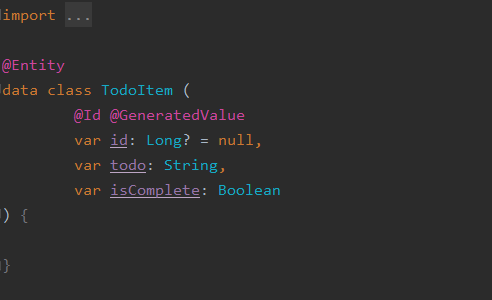 import ...
@Entity
data class TodoItem (
@Id @GeneratedValue
var id: Long? = null,
var todo: String,
var isComplete: Boolean
) {
}